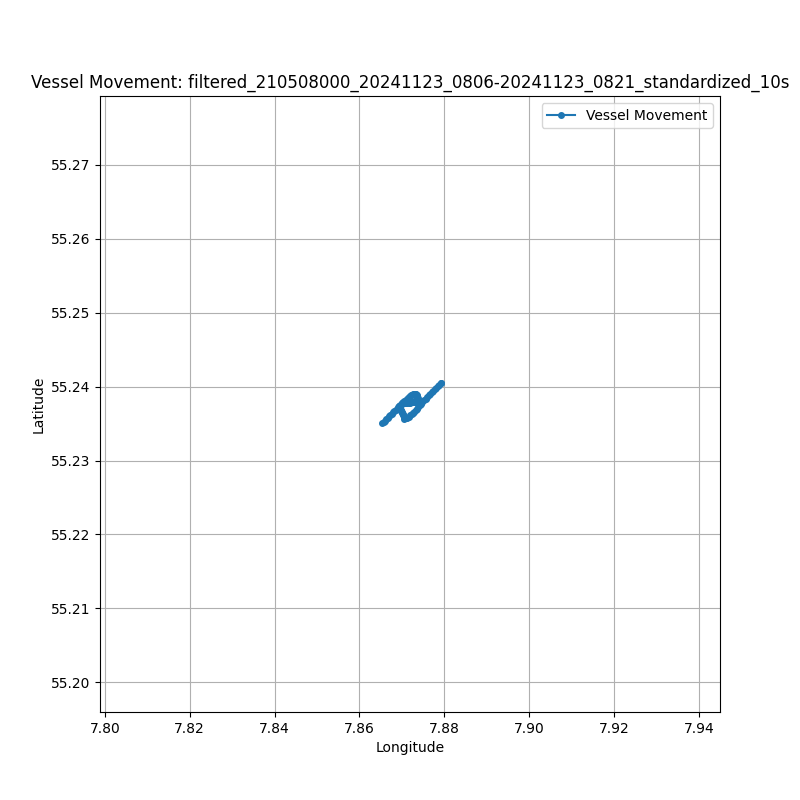 Vessel Movement: filtered_210508000_20241123_0806-20241123_0821_standardized_10s
Vessel Movement
55.27
55.26
55.25
55.24
55.23
55.22
55.21
55.20
Latitude
7.80 7.82 7.84 7.86 7.88 7.90 7.92 7.94
Longitude